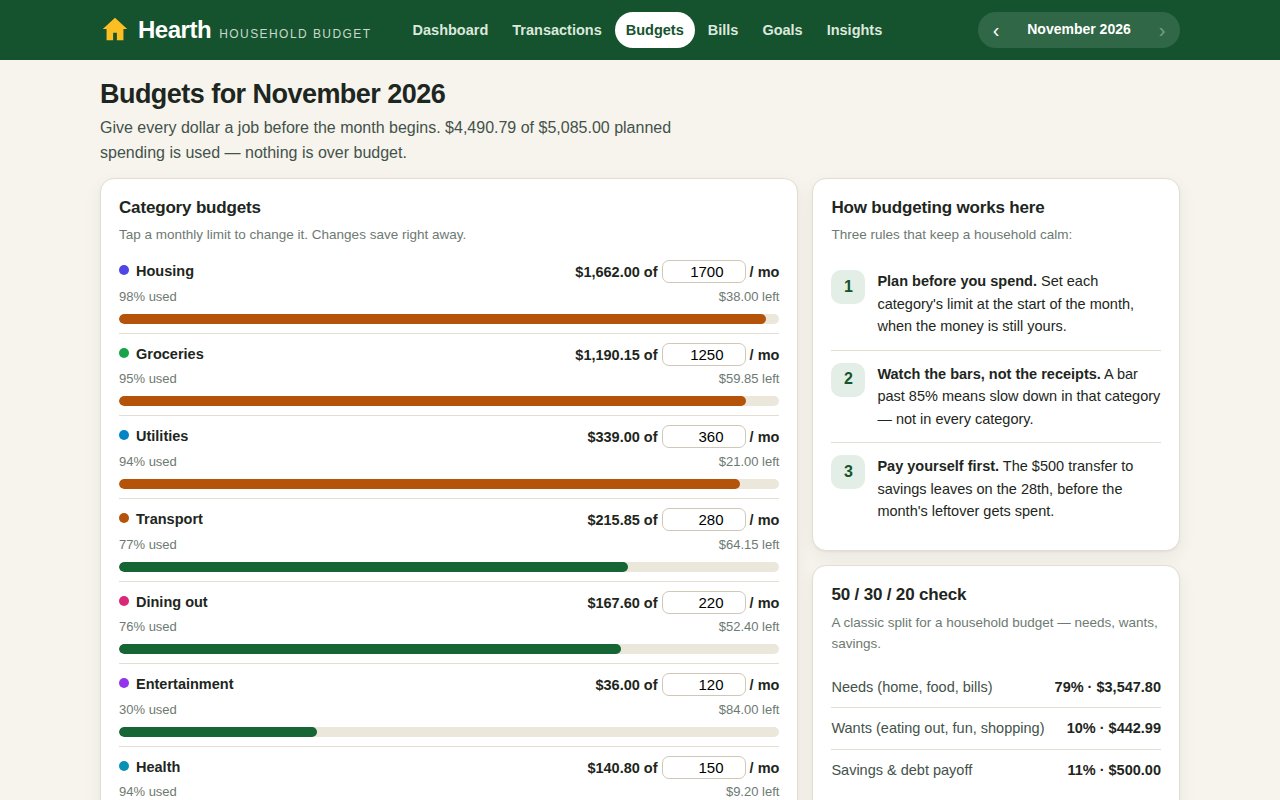 Hearth HOUSEHOLD BUDGET
Dashboard Transactions Budgets Bills Goals Insights
‹ November 2026 ›
Budgets for November 2026
Give every dollar a job before the month begins. $4,490.79 of $5,085.00 planned
spending is used — nothing is over budget.
Category budgets
Tap a monthly limit to change it. Changes save right away.
Housing $1,662.00 of 1700 / mo
98% used $38.00 left
Groceries $1,190.15 of 1250 / mo
95% used $59.85 left
Utilities $339.00 of 360 / mo
94% used $21.00 left
Transport $215.85 of 280 / mo
77% used $64.15 left
Dining out $167.60 of 220 / mo
76% used $52.40 left
Entertainment $36.00 of 120 / mo
30% used $84.00 left
Health $140.80 of 150 / mo
94% used $9.20 left
How budgeting works here
Three rules that keep a household calm:
1 Plan before you spend. Set each
category's limit at the start of the month,
when the money is still yours.
2 Watch the bars, not the receipts. A bar
past 85% means slow down in that category
— not in every category.
3 Pay yourself first. The $500 transfer to
savings leaves on the 28th, before the
month's leftover gets spent.
50 / 30 / 20 check
A classic split for a household budget — needs, wants,
savings.
Needs (home, food, bills) 79% · $3,547.80
Wants (eating out, fun, shopping) 10% · $442.99
Savings & debt payoff 11% · $500.00